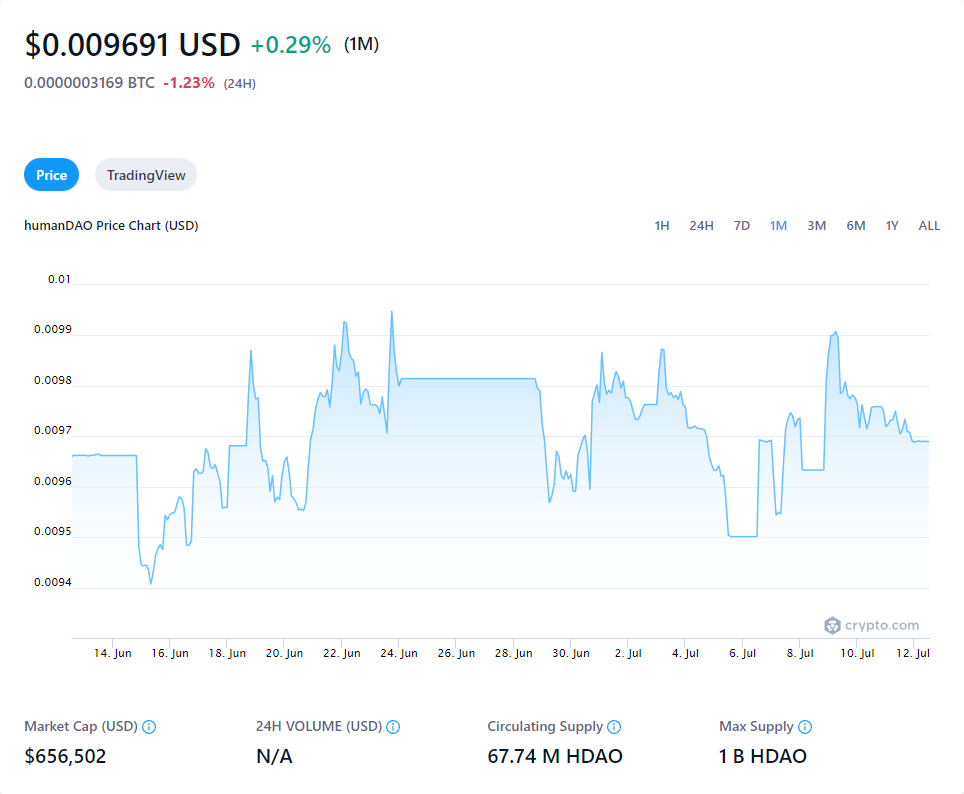 $0.009691 USD +0.29% (1M)
0.0000003169 BTC -1.23% (24H)
Price TradingView
humanDAO Price Chart (USD) 1H 24H 7D 1M 3M 6M 1Y ALL
0.01
0.0099
0.0098
0.0097
0.0096
0.0095
0.0094
crypto.com
14. Jun 16. Jun 18. Jun 20. Jun 22. Jun 24. Jun 26. Jun 28. Jun 30. Jun 2. Jul 4. Jul 6. Jul 8. Jul 10. Jul 12. Jul
Market Cap (USD) 24H VOLUME (USD) Circulating Supply Max Supply
$656,502 N/A 67.74 M HDAO 1 B HDAO